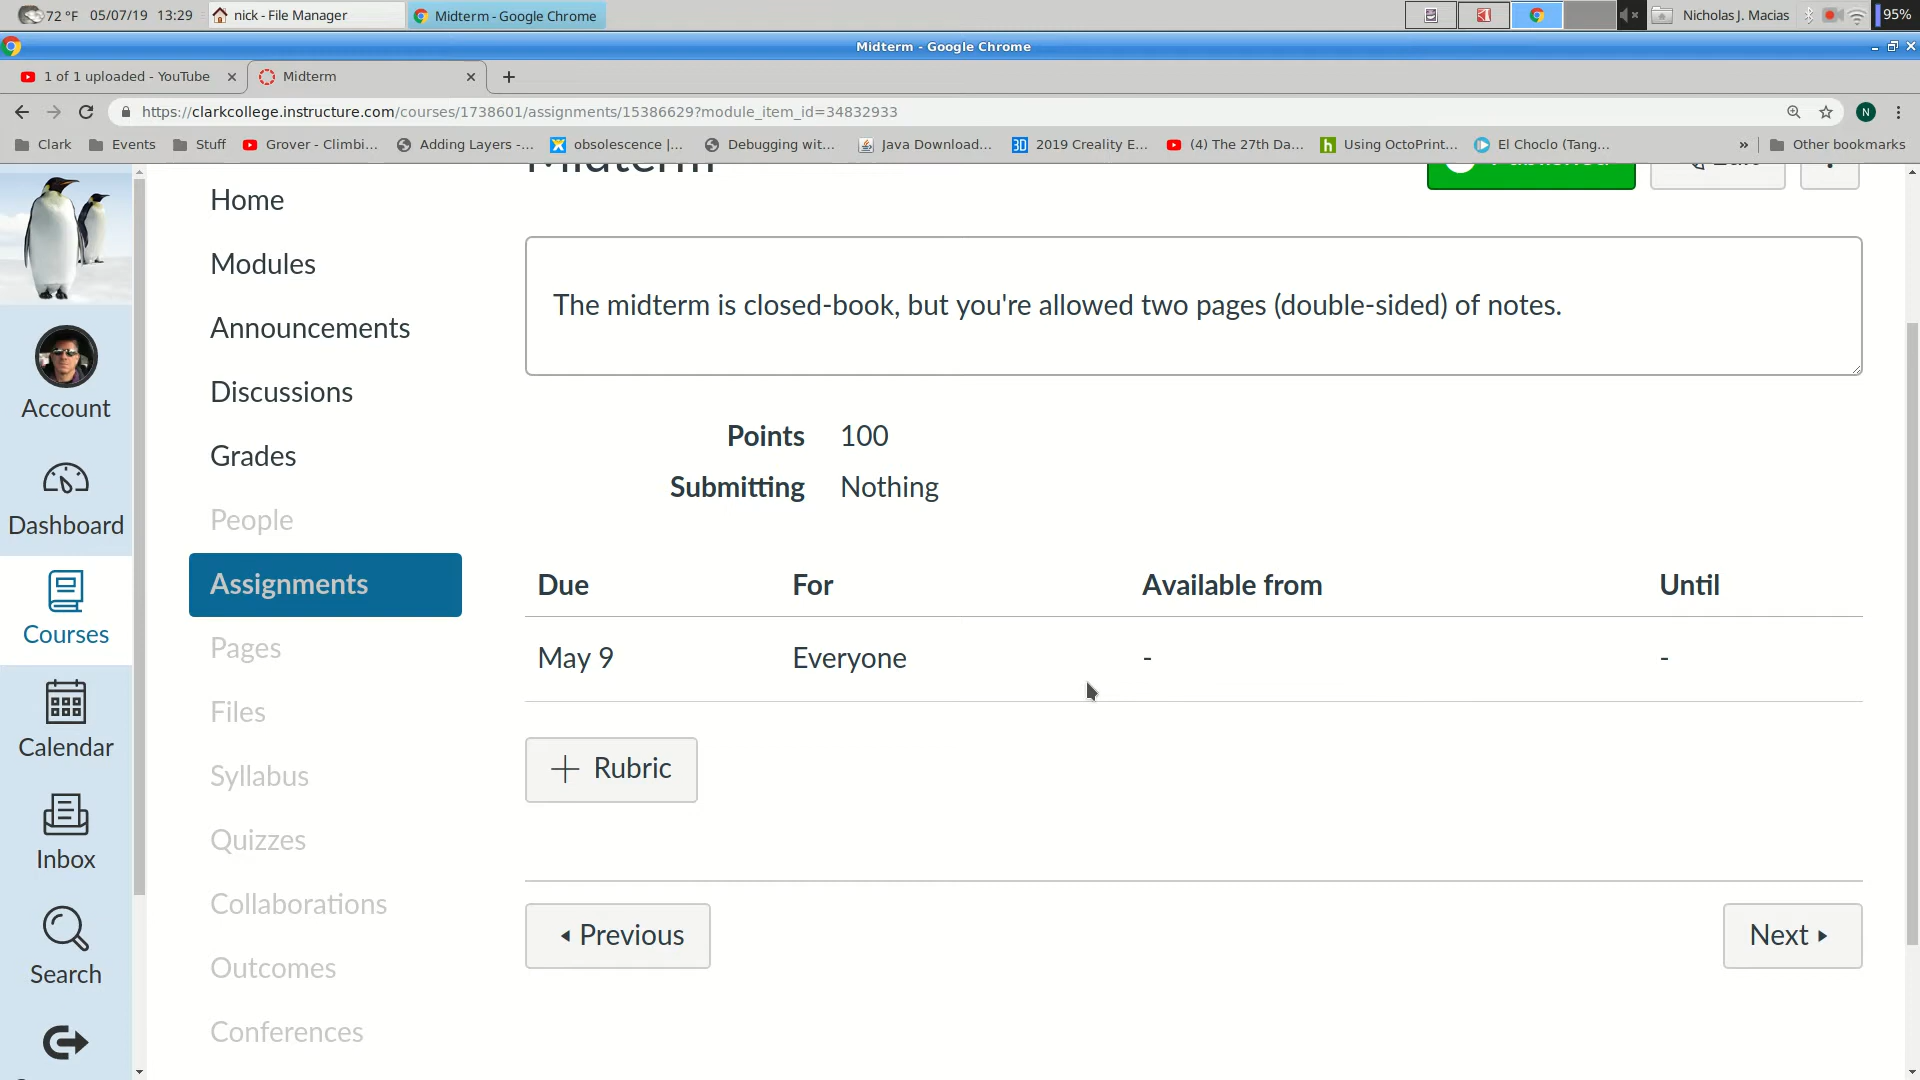 72 °F 05/07/19 13:29 nick - File Manager Midterm - Google Chrome Nicholas J. Macias 95%
Midterm - Google Chrome
1 of 1 uploaded - YouTube Midterm
https://clarkcollege.instructure.com/courses/1738601/assignments/15386629?module_item_id=34832933 N
Clark Events Stuff Grover - Climbi... Adding Layers -... obsolescence |... Debugging wit... Java Download... 3D 2019 Creality E... (4) The 27th Da... h Using OctoPrint... El Choclo (Tang... » Other bookmarks
Midterm
Home
Modules
The midterm is closed-book, but you're allowed two pages (double-sided) of notes.
Announcements
Discussions
Account
Points 100
Grades
Submitting Nothing
People
Dashboard
Assignments
Due For Available from Until
Courses
May 9 Everyone - -
Pages
Files
Calendar
+ Rubric
Syllabus
Quizzes
Inbox
Collaborations
Previous Next
Outcomes
Search
Conferences